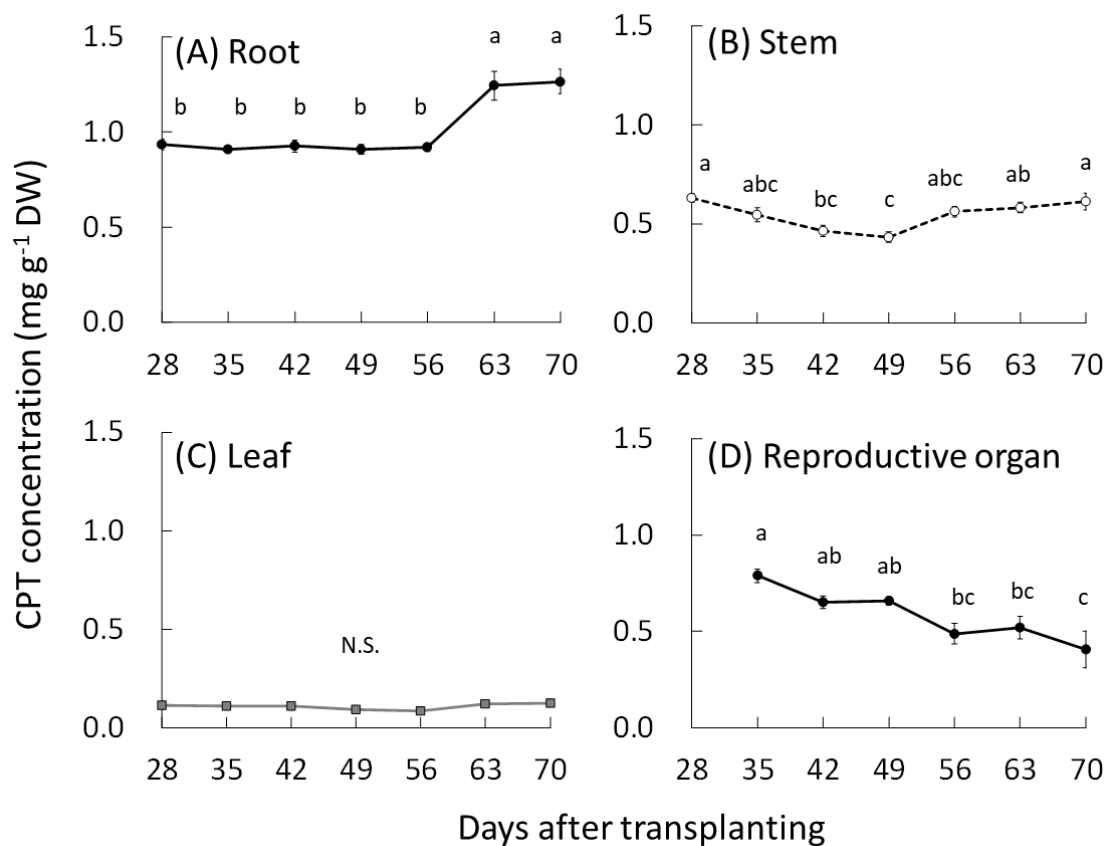 CPT concentration (mg g⁻¹ DW)
(A) Root
1.5
1.0
0.5
0.0
b b b b b a a
28 35 42 49 56 63 70
(B) Stem
1.5
1.0
0.5
0.0
a abc bc c abc ab a
28 35 42 49 56 63 70
(C) Leaf
1.5
1.0
0.5
0.0
N.S.
28 35 42 49 56 63 70
(D) Reproductive organ
1.5
1.0
0.5
0.0
a ab ab bc bc c
28 35 42 49 56 63 70
Days after transplanting